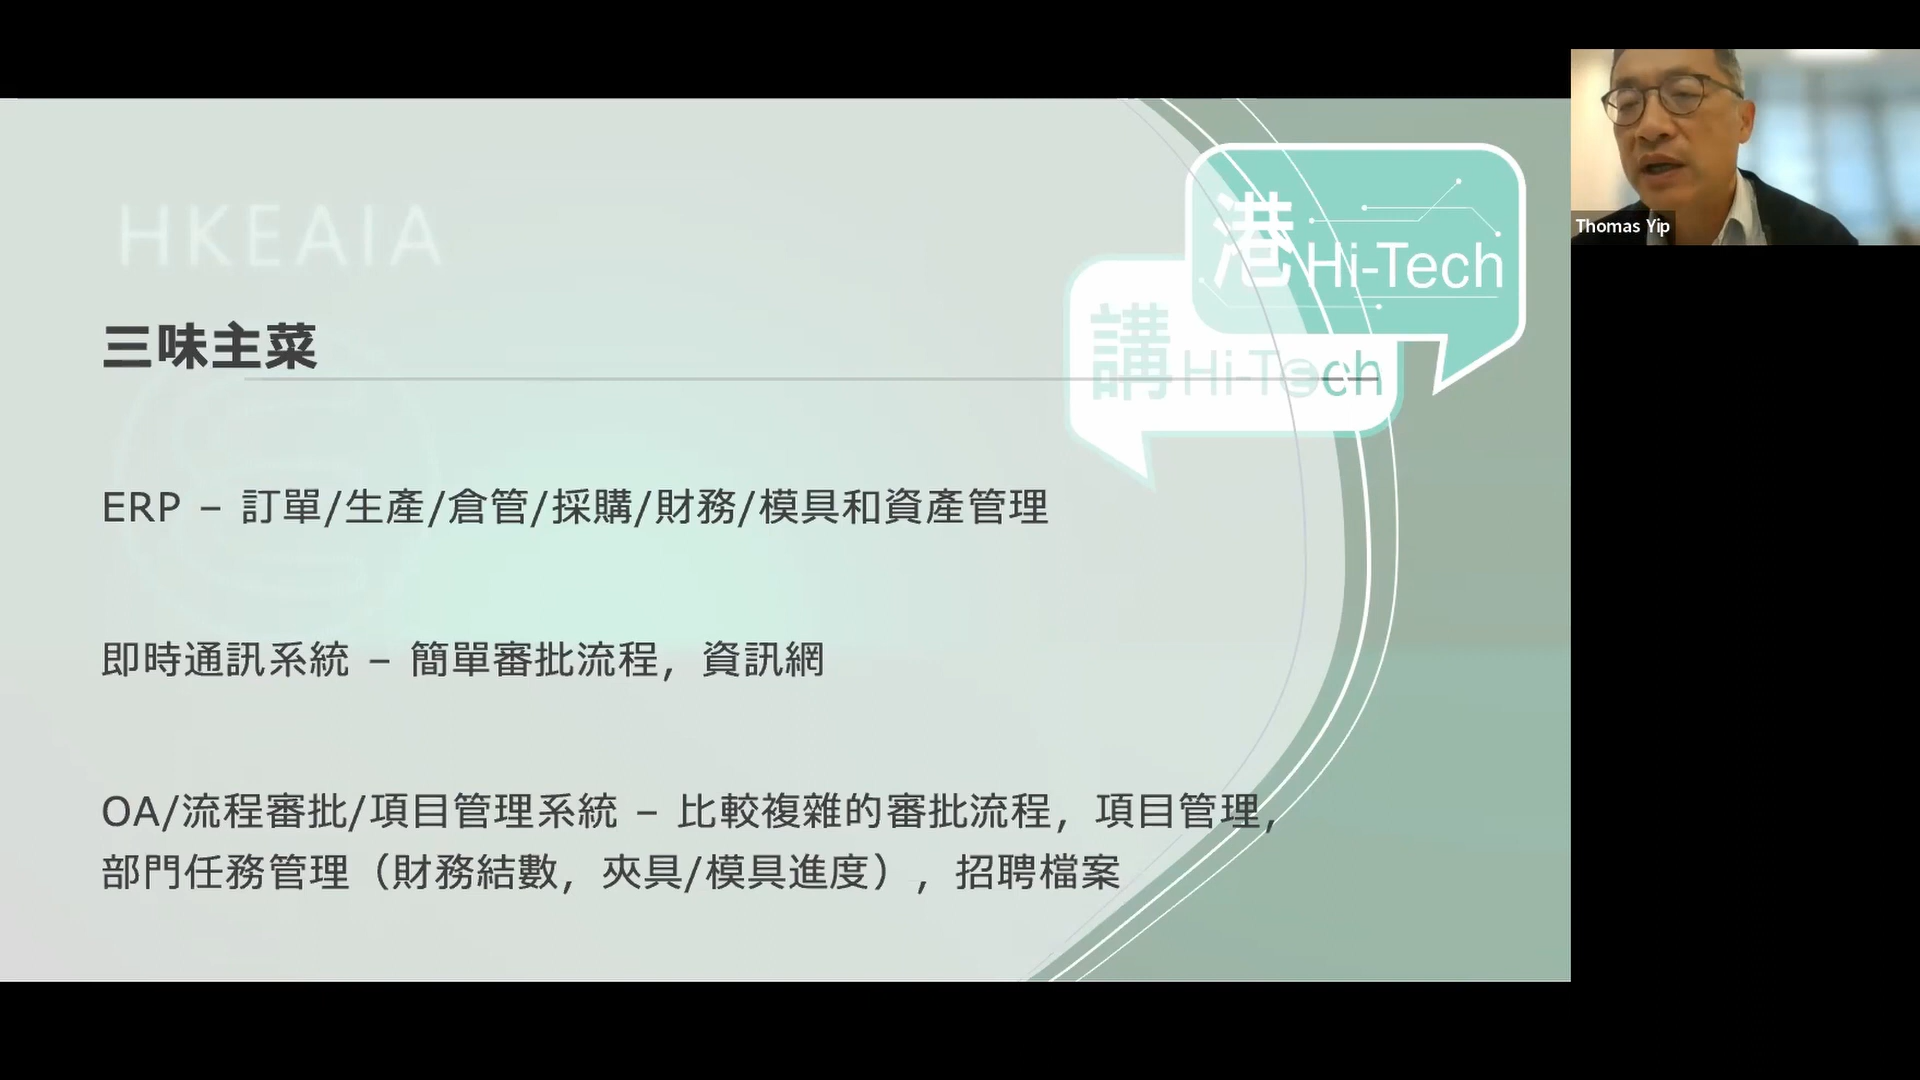 HKEAIA
港 Hi-Tech
講 Hi-Tech
三味主菜
ERP – 訂單/生產/倉管/採購/財務/模具和資產管理
即時通訊系統 – 簡單審批流程，資訊網
OA/流程審批/項目管理系統 – 比較複雜的審批流程，項目管理，
部門任務管理（財務結數，夾具/模具進度），招聘檔案
Thomas Yip